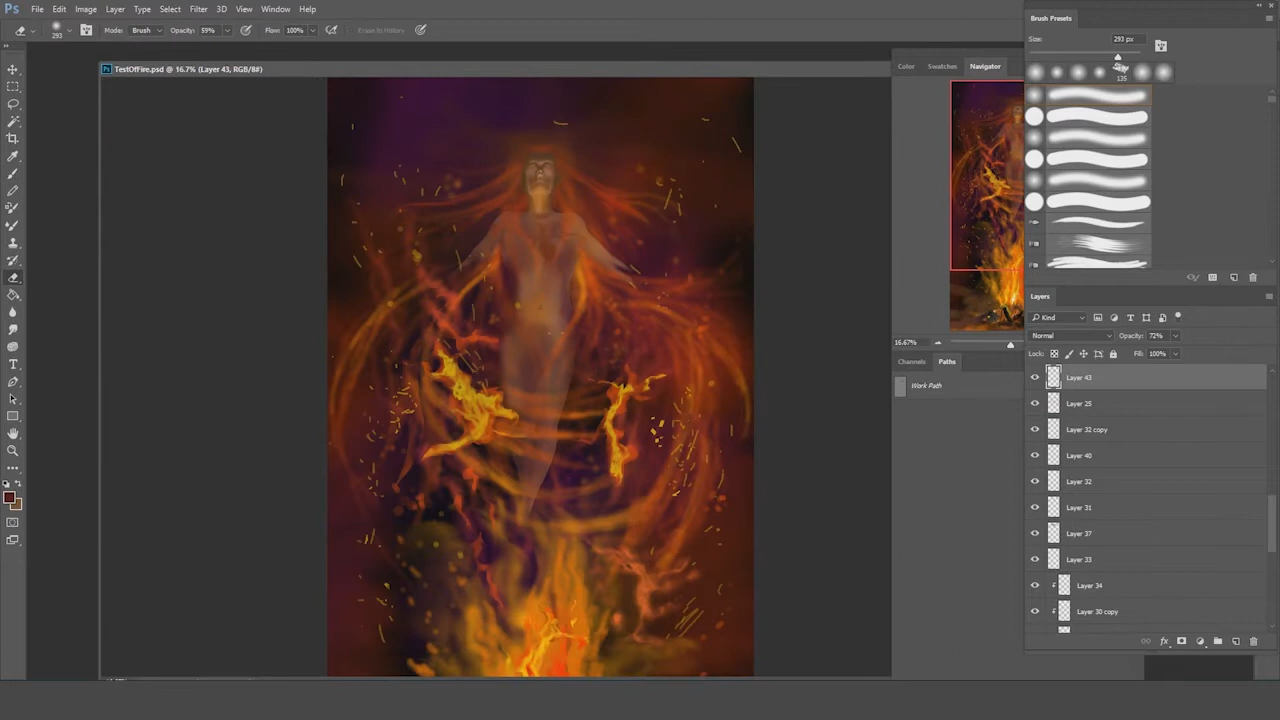 Ps File Edit Image Layer Type Select Filter 3D View Window Help
293 Mode: Brush Opacity: 59% Flow: 100% Erase to History
TestOfFire.psd @ 16.7% (Layer 43, RGB/8#)
Color Swatches Navigator
16.67%
Channels Paths
Work Path
Brush Presets
Size: 293 px
135
Layers
Kind
Normal Opacity: 72%
Lock: Fill: 100%
Layer 43
Layer 25
Layer 32 copy
Layer 40
Layer 32
Layer 31
Layer 37
Layer 33
Layer 34
Layer 30 copy